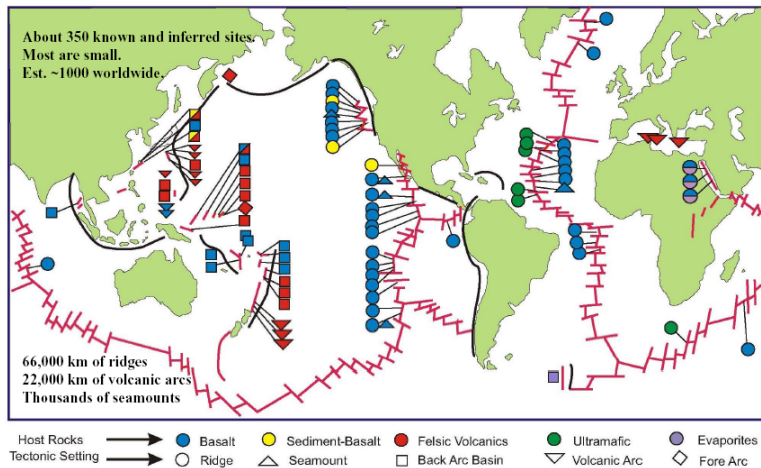 About 350 known and inferred sites.
Most are small.
Est. ~1000 worldwide.
66,000 km of ridges
22,000 km of volcanic arcs
Thousands of seamounts
Host Rocks Basalt Sediment-Basalt Felsic Volcanics Ultramafic Evaporites
Tectonic Setting Ridge Seamount Back Arc Basin Volcanic Arc Fore Arc